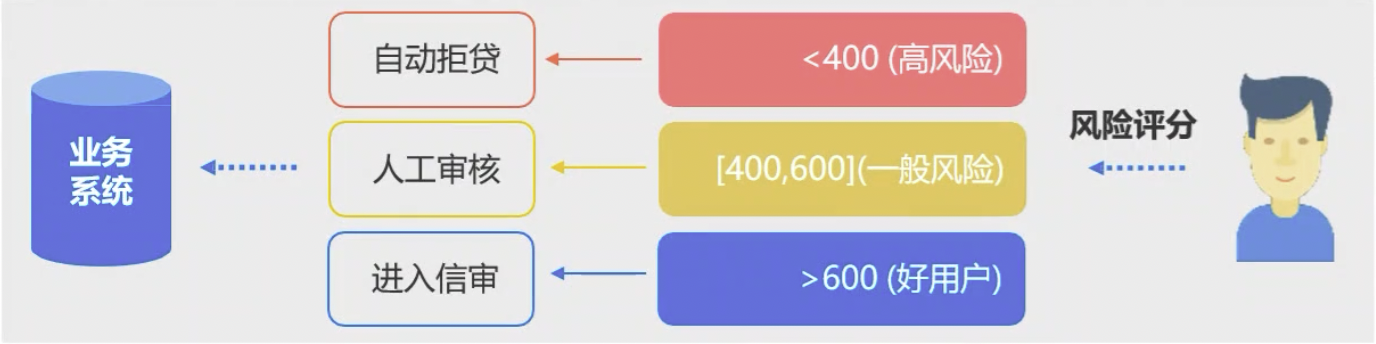 自动拒贷
<400 (高风险)
风险评分
业务
系统
人工审核
[400,600](一般风险)
进入信审
>600 (好用户)